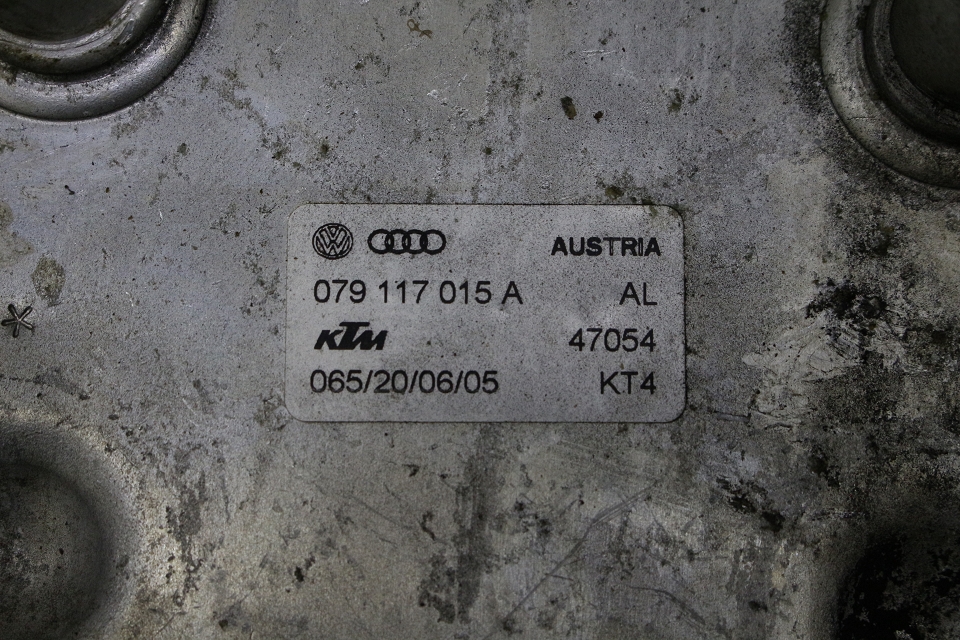 AUSTRIA
079 117 015 A AL
KTM 47054
065/20/06/05 KT4